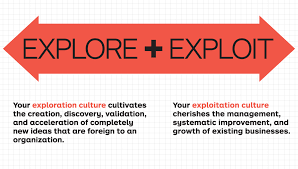 EXPLORE + EXPLOIT
Your exploration culture cultivates
the creation, discovery, validation,
and acceleration of completely
new ideas that are foreign to an
organization.
Your exploitation culture
cherishes the management,
systematic improvement, and
growth of existing businesses.